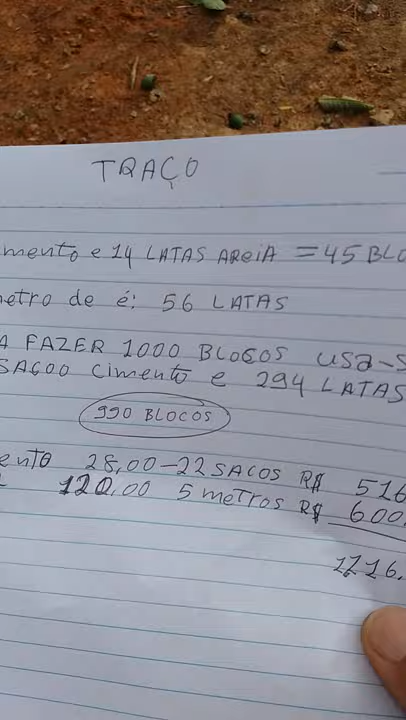 TRAÇO
mento e 14 LATAS AREiA = 45 BLO
etro de é: 56 LATAS
A FAZER 1000 BLOCOS USA-S
SACOO Cimento e 294 LATAS
990 BLOCOS
ento 28,00-22 SACOS R$ 516
120,00 5 metros R$ 600.
1216.